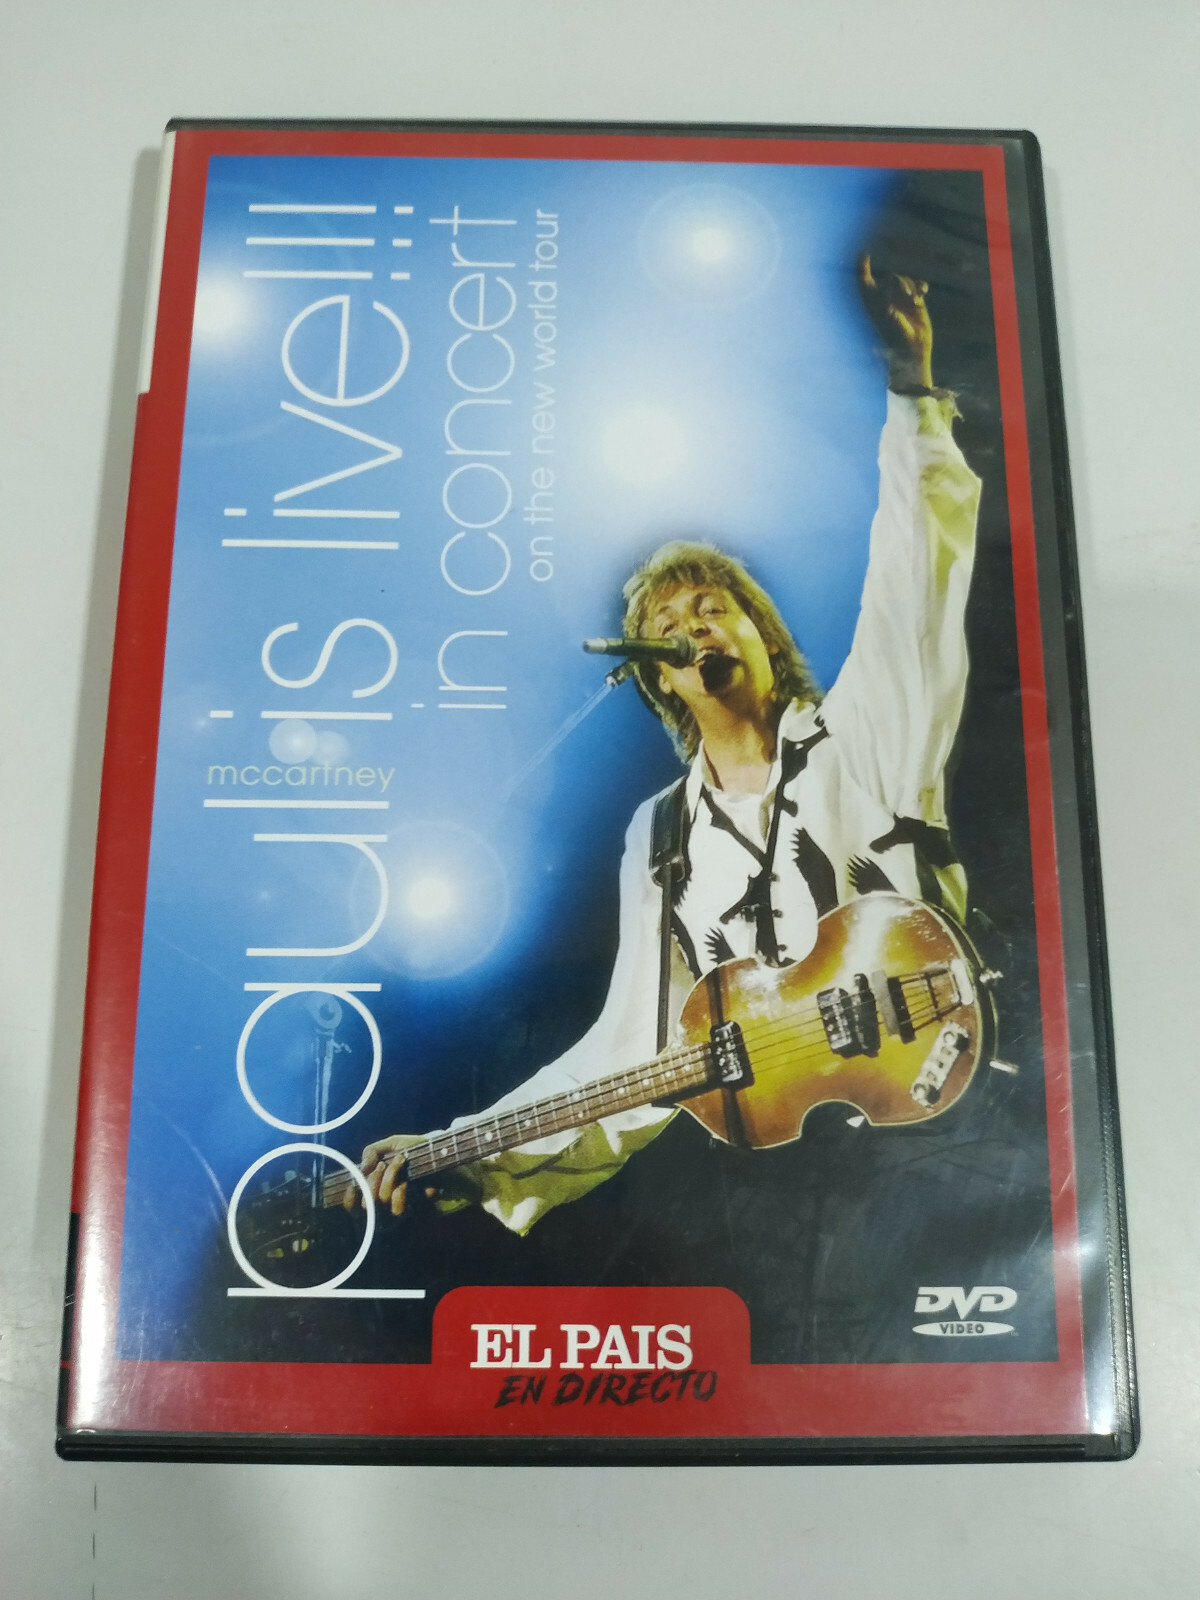 paul is live!!!
mccartney
in concert
on the new world tour
EL PAIS
EN DIRECTO
DVD
VIDEO